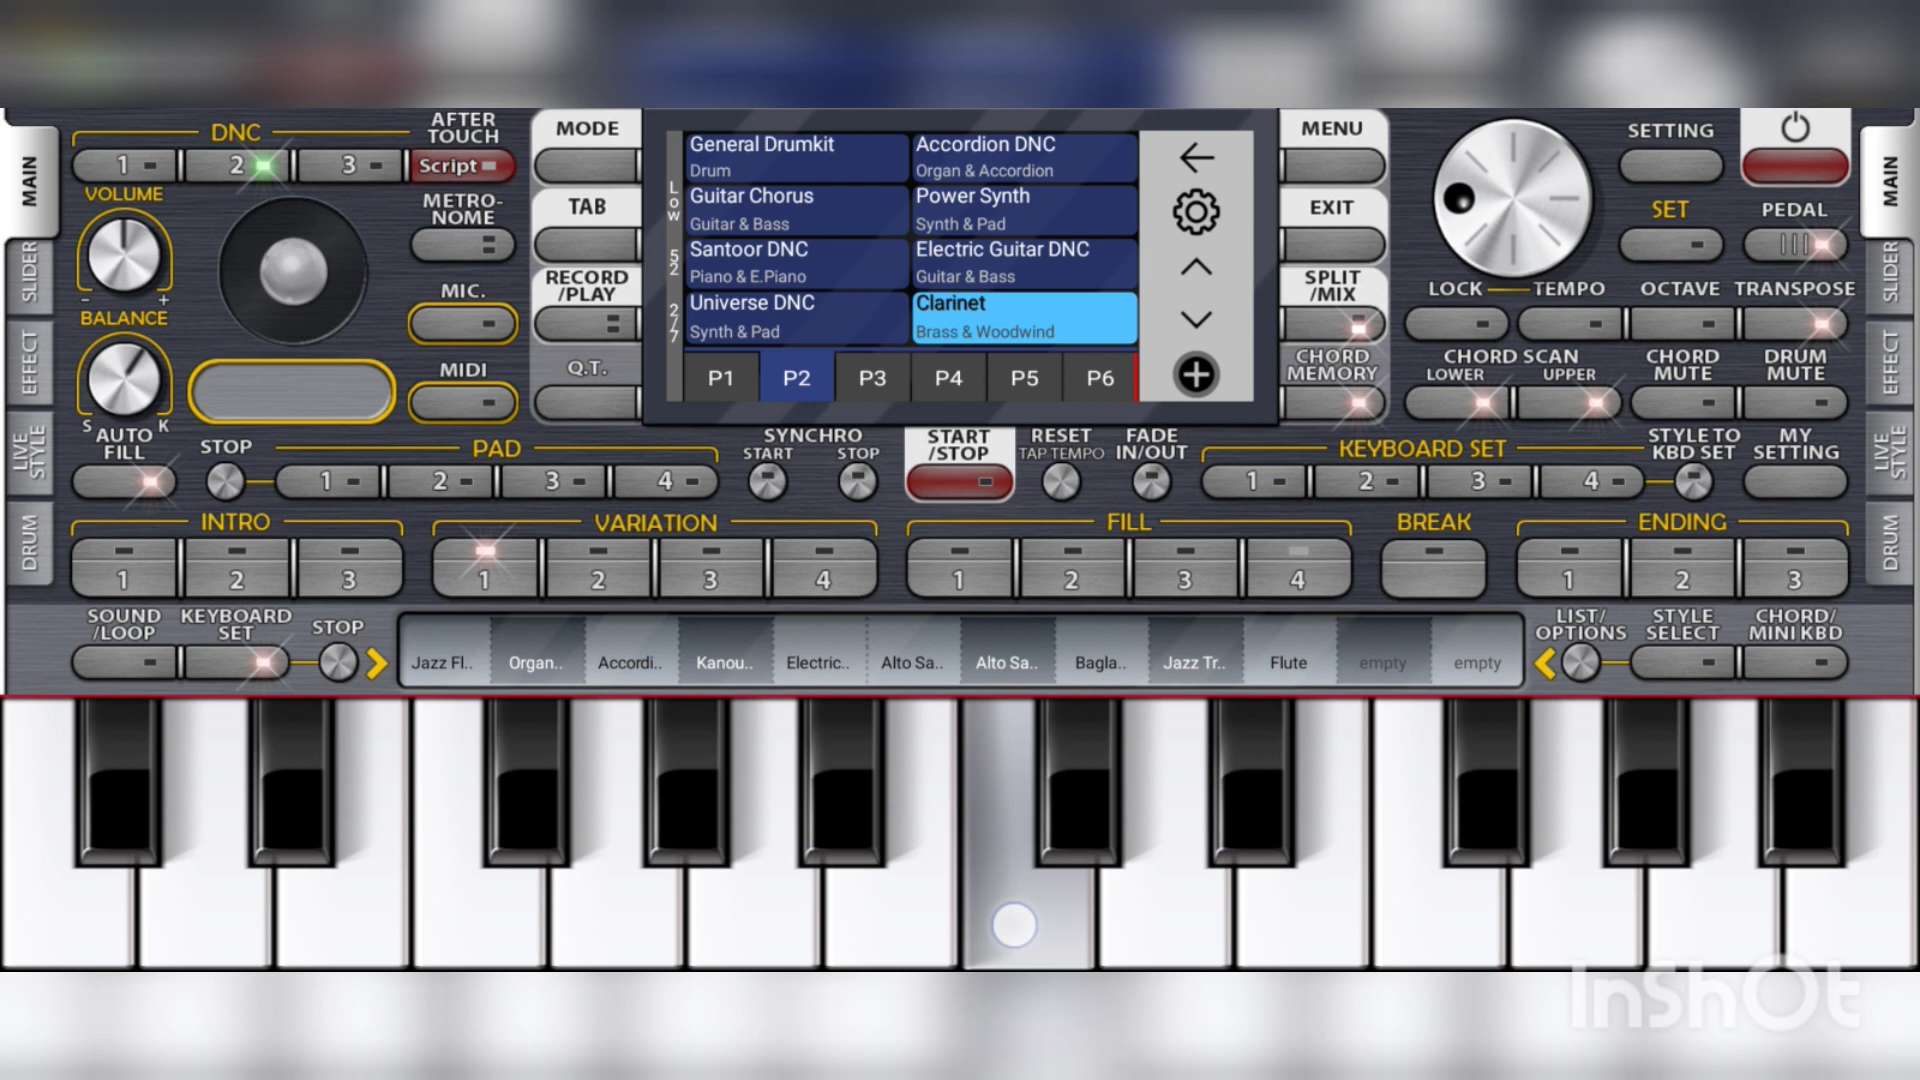 MAIN
SLIDER
EFFECT
LIVE STYLE
DRUM
DNC
1 2 3
AFTER TOUCH
Script
VOLUME
- +
BALANCE
S K
METRO-NOME
MIC.
MIDI
MODE
TAB
RECORD /PLAY
Q.T.
Low
52
2/7
General Drumkit
Drum
Accordion DNC
Organ & Accordion
Guitar Chorus
Guitar & Bass
Power Synth
Synth & Pad
Santoor DNC
Piano & E.Piano
Electric Guitar DNC
Guitar & Bass
Universe DNC
Synth & Pad
Clarinet
Brass & Woodwind
P1 P2 P3 P4 P5 P6
MENU
EXIT
SPLIT /MIX
CHORD MEMORY
SETTING
SET
PEDAL
LOCK TEMPO OCTAVE TRANSPOSE
CHORD SCAN
LOWER UPPER
CHORD MUTE
DRUM MUTE
MAIN
SLIDER
EFFECT
LIVE STYLE
DRUM
AUTO FILL
STOP
PAD
1 2 3 4
SYNCHRO
START STOP
START /STOP
RESET
TAP TEMPO
FADE IN/OUT
KEYBOARD SET
1 2 3 4
STYLE TO KBD SET
MY SETTING
INTRO
1 2 3
VARIATION
1 2 3 4
FILL
1 2 3 4
BREAK
ENDING
1 2 3
SOUND /LOOP
KEYBOARD SET
STOP
Jazz Fl.. Organ.. Accordi.. Kanou.. Electric.. Alto Sa.. Alto Sa.. Bagla.. Jazz Tr.. Flute empty empty
LIST/ OPTIONS
STYLE SELECT
CHORD/ MINI KBD
InShOt